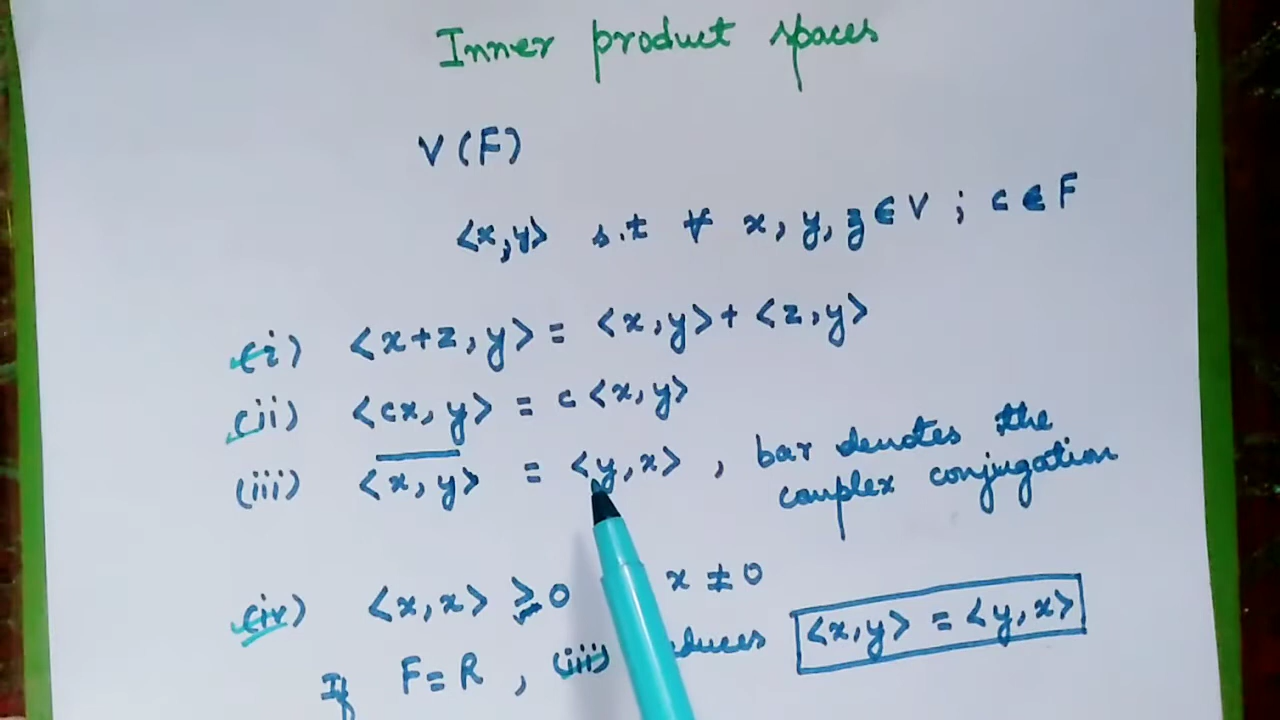 Inner product spaces
V(F)
<x,y> s.t ∀ x, y, z ∈ V ; c ∈ F
(i) <x+z, y> = <x,y> + <z,y>
(ii) <cx, y> = c <x,y>
(iii) <x̅,̅ ̅y̅> = <y,x> , bar denotes the
complex conjugation
(iv) <x,x> ≥ 0 x ≠ 0
If F = R , (iii) <x,y> = <y,x>